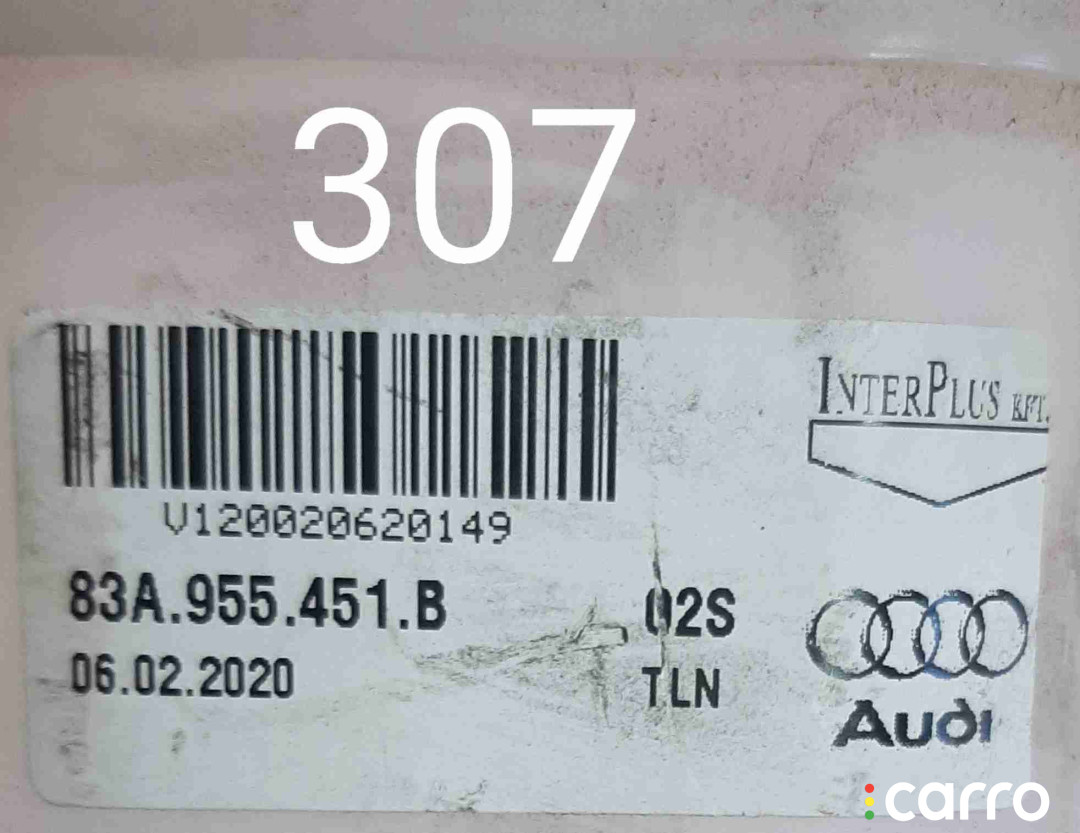 307
INTERPLUS KFT.
V120020620149
83A.955.451.B 02S
06.02.2020 TLN
Audi
carro